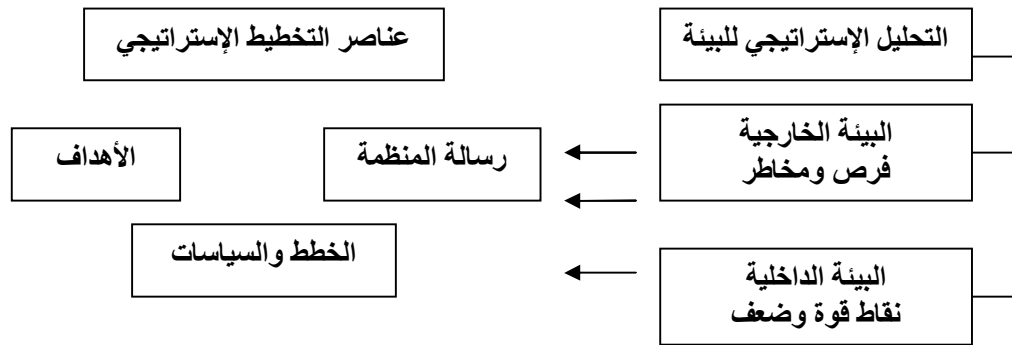 التحليل الإستراتيجي للبيئة
عناصر التخطيط الإستراتيجي
البيئة الخارجية
فرص ومخاطر
رسالة المنظمة
الأهداف
الخطط والسياسات
البيئة الداخلية
نقاط قوة وضعف